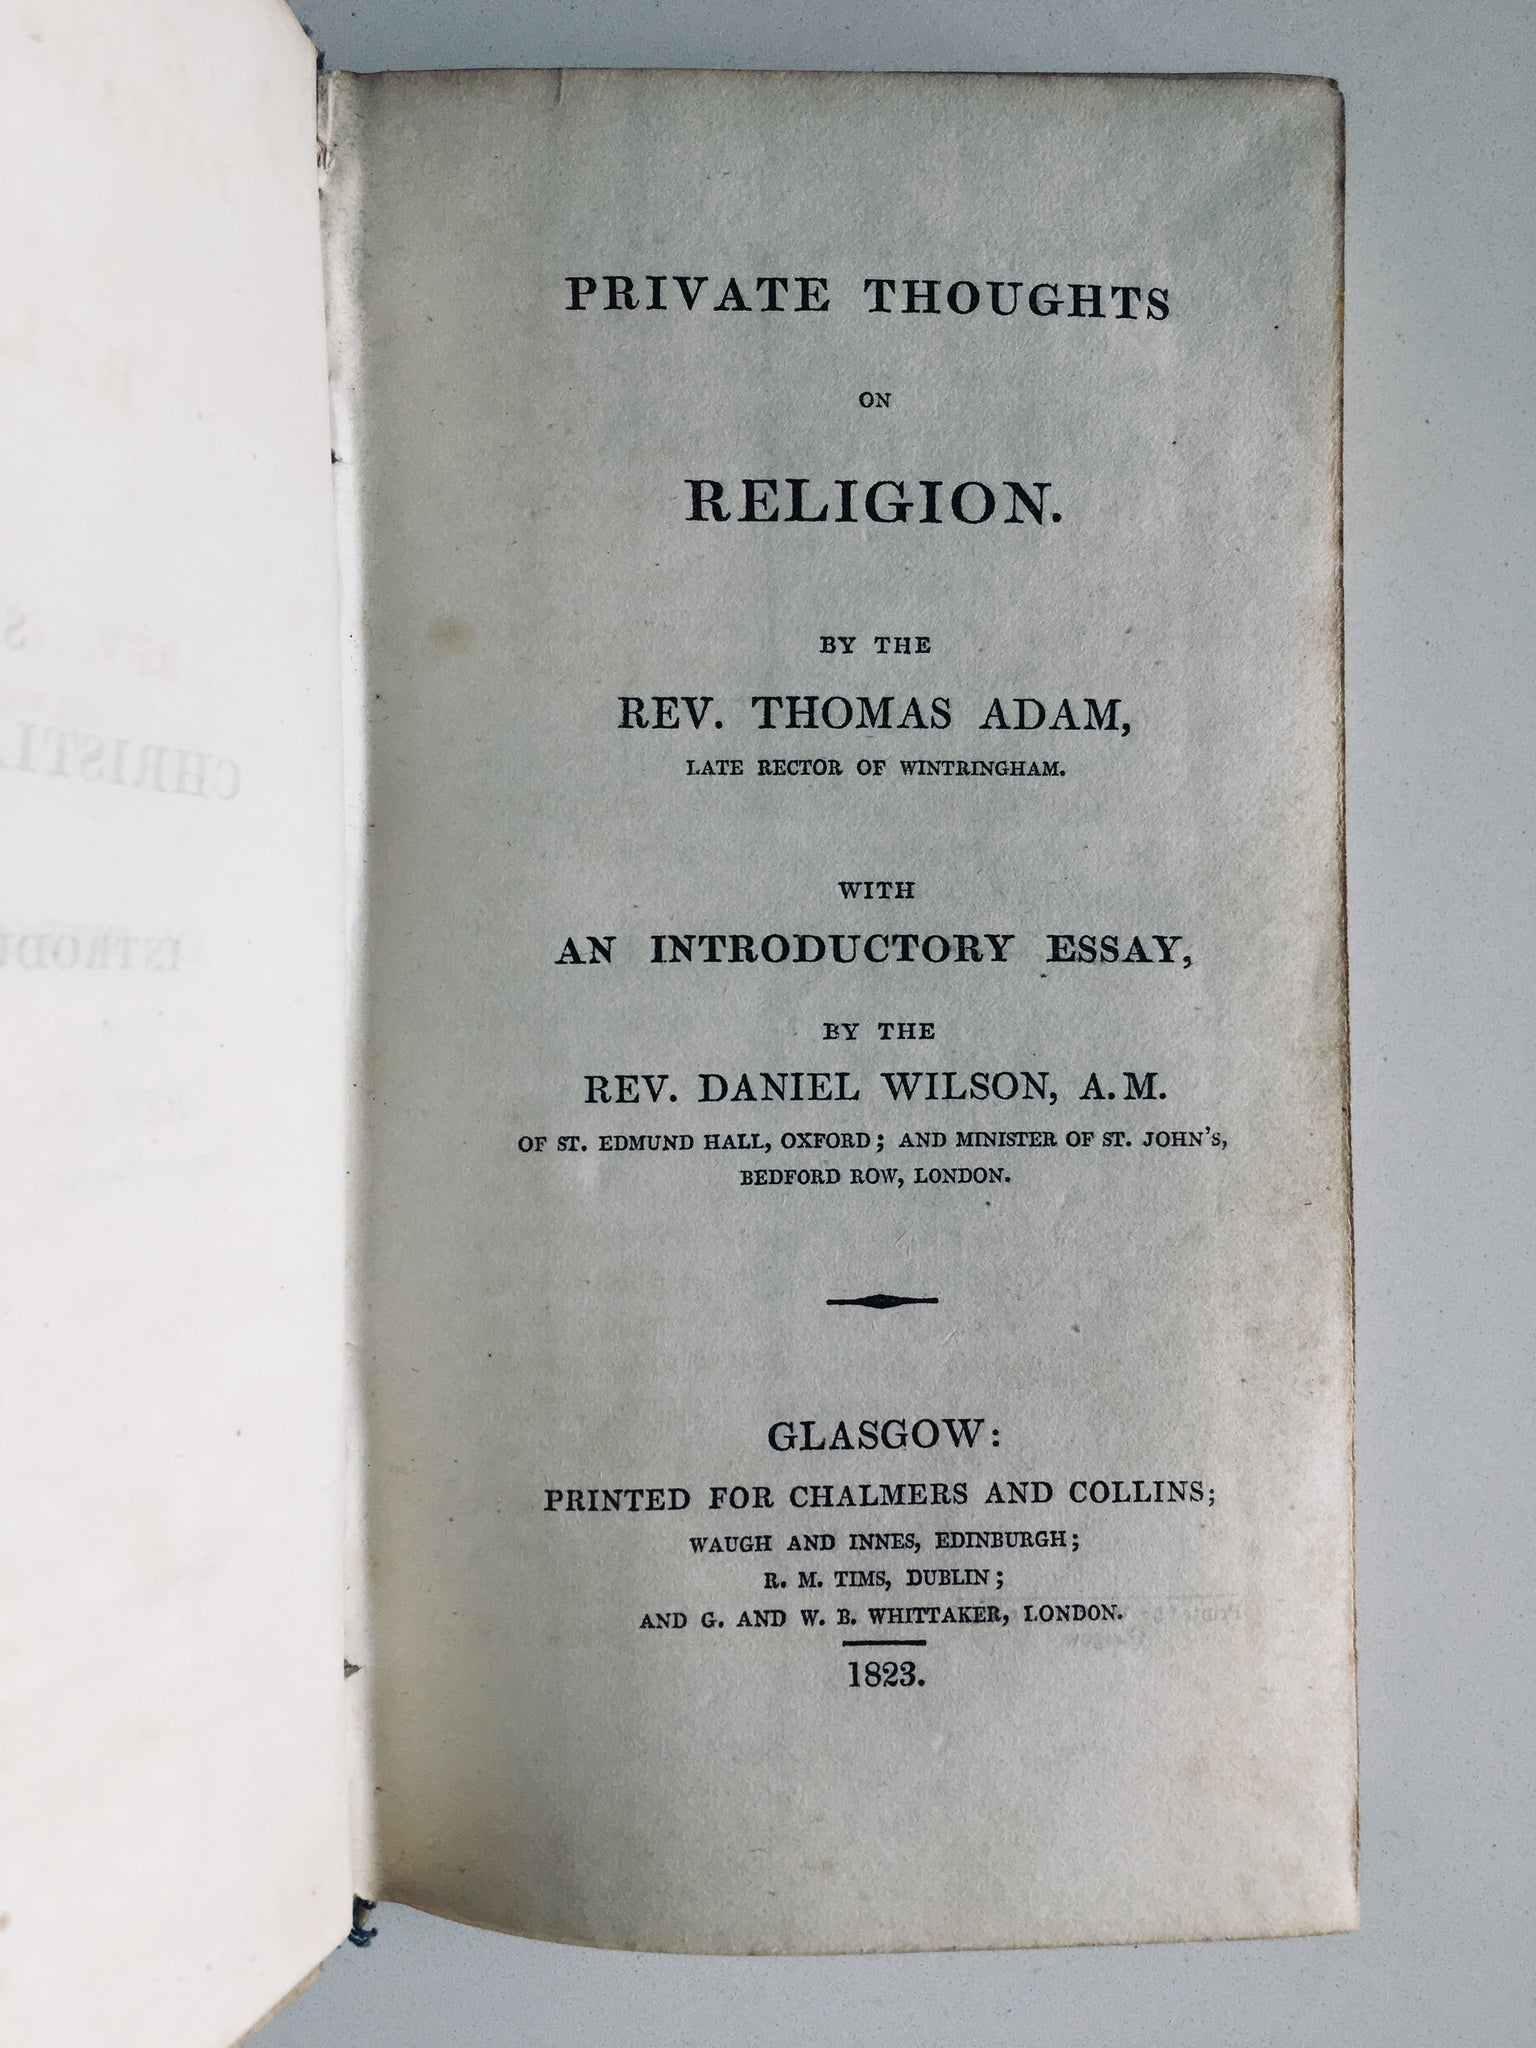 PRIVATE THOUGHTS
ON
RELIGION.
BY THE
REV. THOMAS ADAM,
LATE RECTOR OF WINTRINGHAM.
WITH
AN INTRODUCTORY ESSAY,
BY THE
REV. DANIEL WILSON, A.M.
OF ST. EDMUND HALL, OXFORD; AND MINISTER OF ST. JOHN'S,
BEDFORD ROW, LONDON.
GLASGOW:
PRINTED FOR CHALMERS AND COLLINS;
WAUGH AND INNES, EDINBURGH;
R. M. TIMS, DUBLIN;
AND G. AND W. B. WHITTAKER, LONDON.
1823.